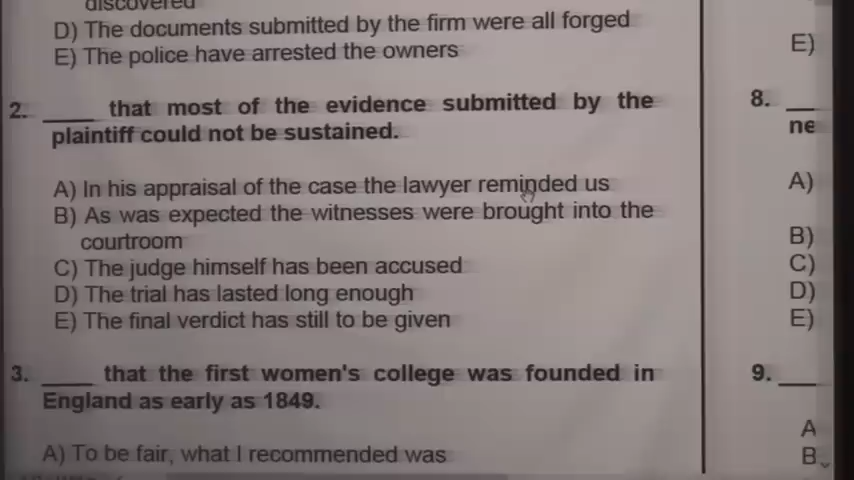 discovered
D) The documents submitted by the firm were all forged
E) The police have arrested the owners
2. ____ that most of the evidence submitted by the
plaintiff could not be sustained.
A) In his appraisal of the case the lawyer reminded us
B) As was expected the witnesses were brought into the
courtroom
C) The judge himself has been accused
D) The trial has lasted long enough
E) The final verdict has still to be given
3. ____ that the first women's college was founded in
England as early as 1849.
A) To be fair, what I recommended was
E)
8. __
ne
A)
B)
C)
D)
E)
9. ___
A
B